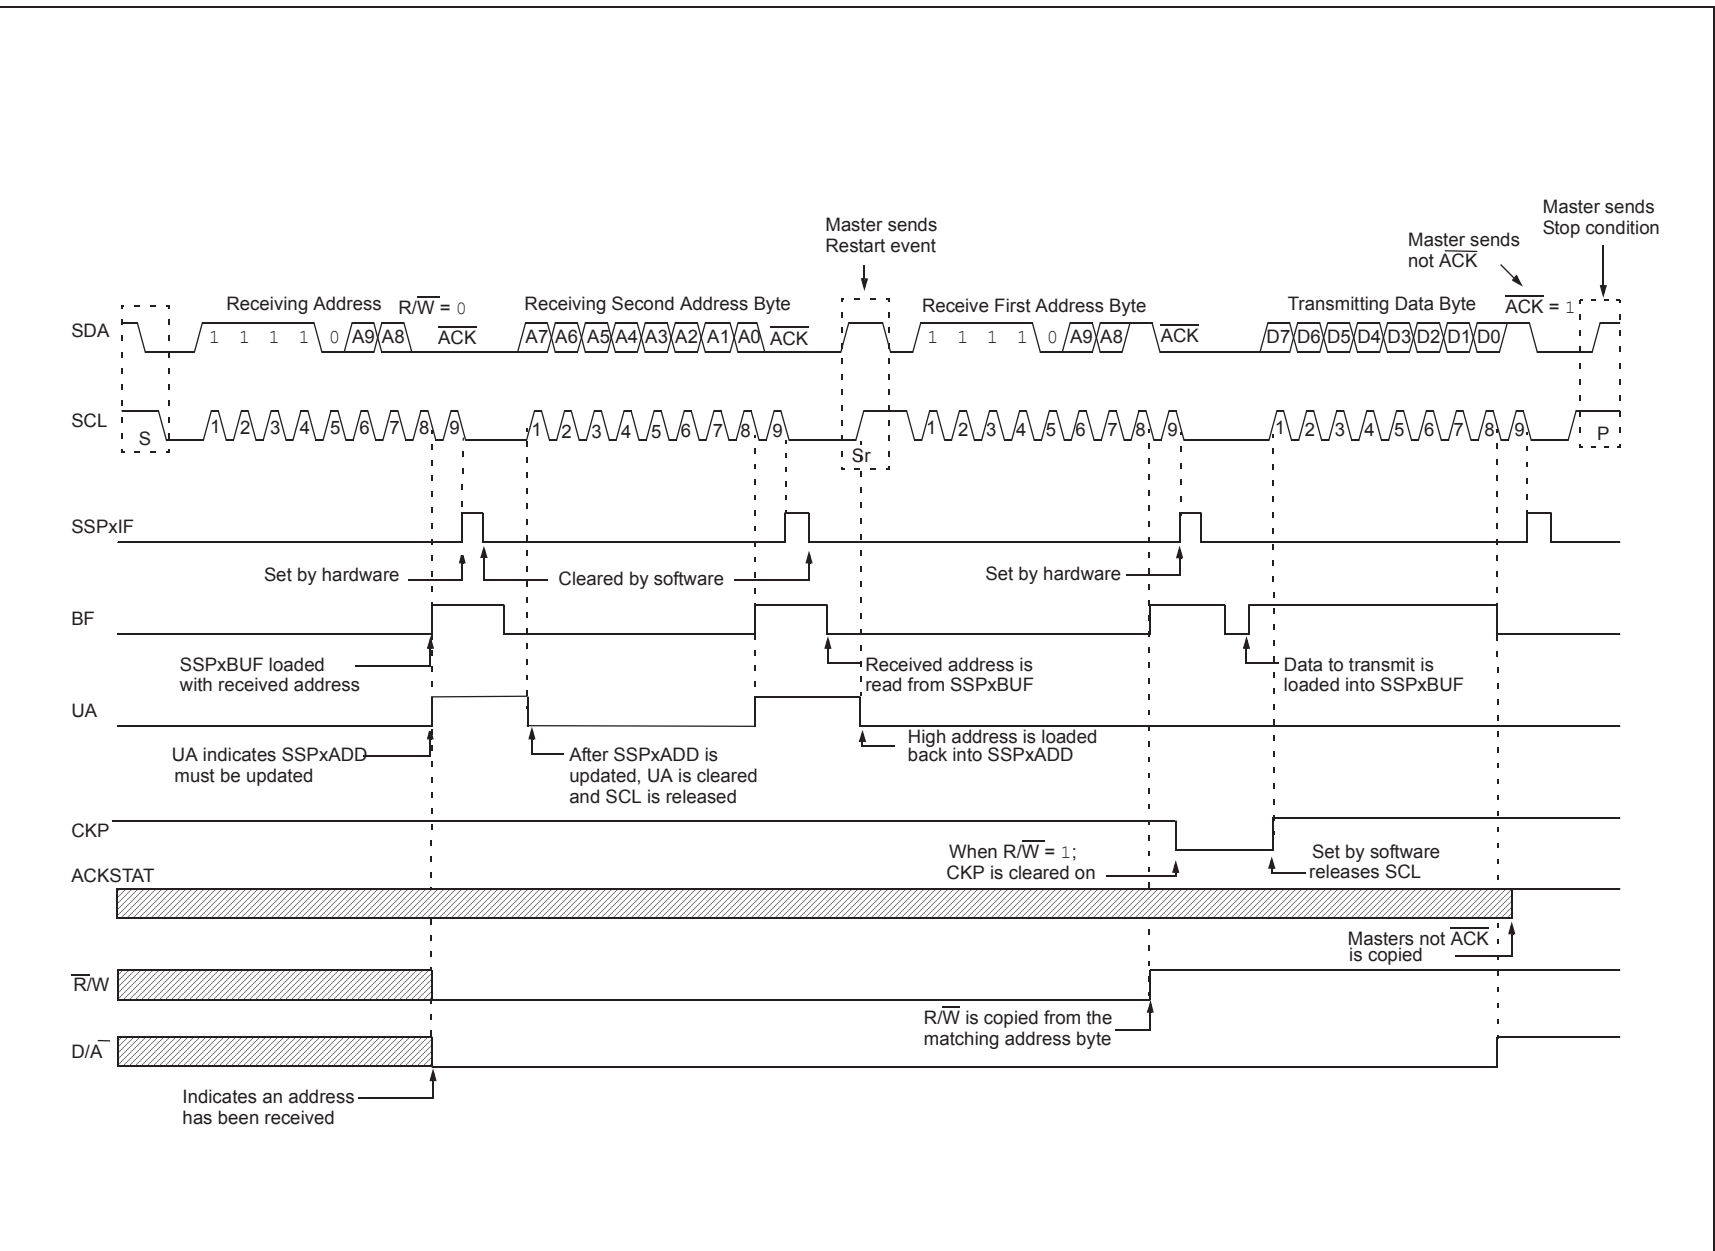 Master sends
Restart event
Master sends
Stop condition
Master sends
not ACK
Receiving Address R/W = 0
Receiving Second Address Byte
Receive First Address Byte
Transmitting Data Byte
ACK = 1
SDA
1 1 1 1 0 A9 A8 ACK
A7 A6 A5 A4 A3 A2 A1 A0 ACK
1 1 1 1 0 A9 A8 ACK
D7 D6 D5 D4 D3 D2 D1 D0
SCL
S
1 2 3 4 5 6 7 8 9
1 2 3 4 5 6 7 8 9
Sr
1 2 3 4 5 6 7 8 9
1 2 3 4 5 6 7 8 9
P
SSPxIF
Set by hardware
Cleared by software
Set by hardware
BF
SSPxBUF loaded
with received address
Received address is
read from SSPxBUF
Data to transmit is
loaded into SSPxBUF
UA
UA indicates SSPxADD
must be updated
After SSPxADD is
updated, UA is cleared
and SCL is released
High address is loaded
back into SSPxADD
CKP
When R/W = 1;
CKP is cleared on
Set by software
releases SCL
ACKSTAT
Masters not ACK
is copied
R/W
R/W is copied from the
matching address byte
D/A
Indicates an address
has been received